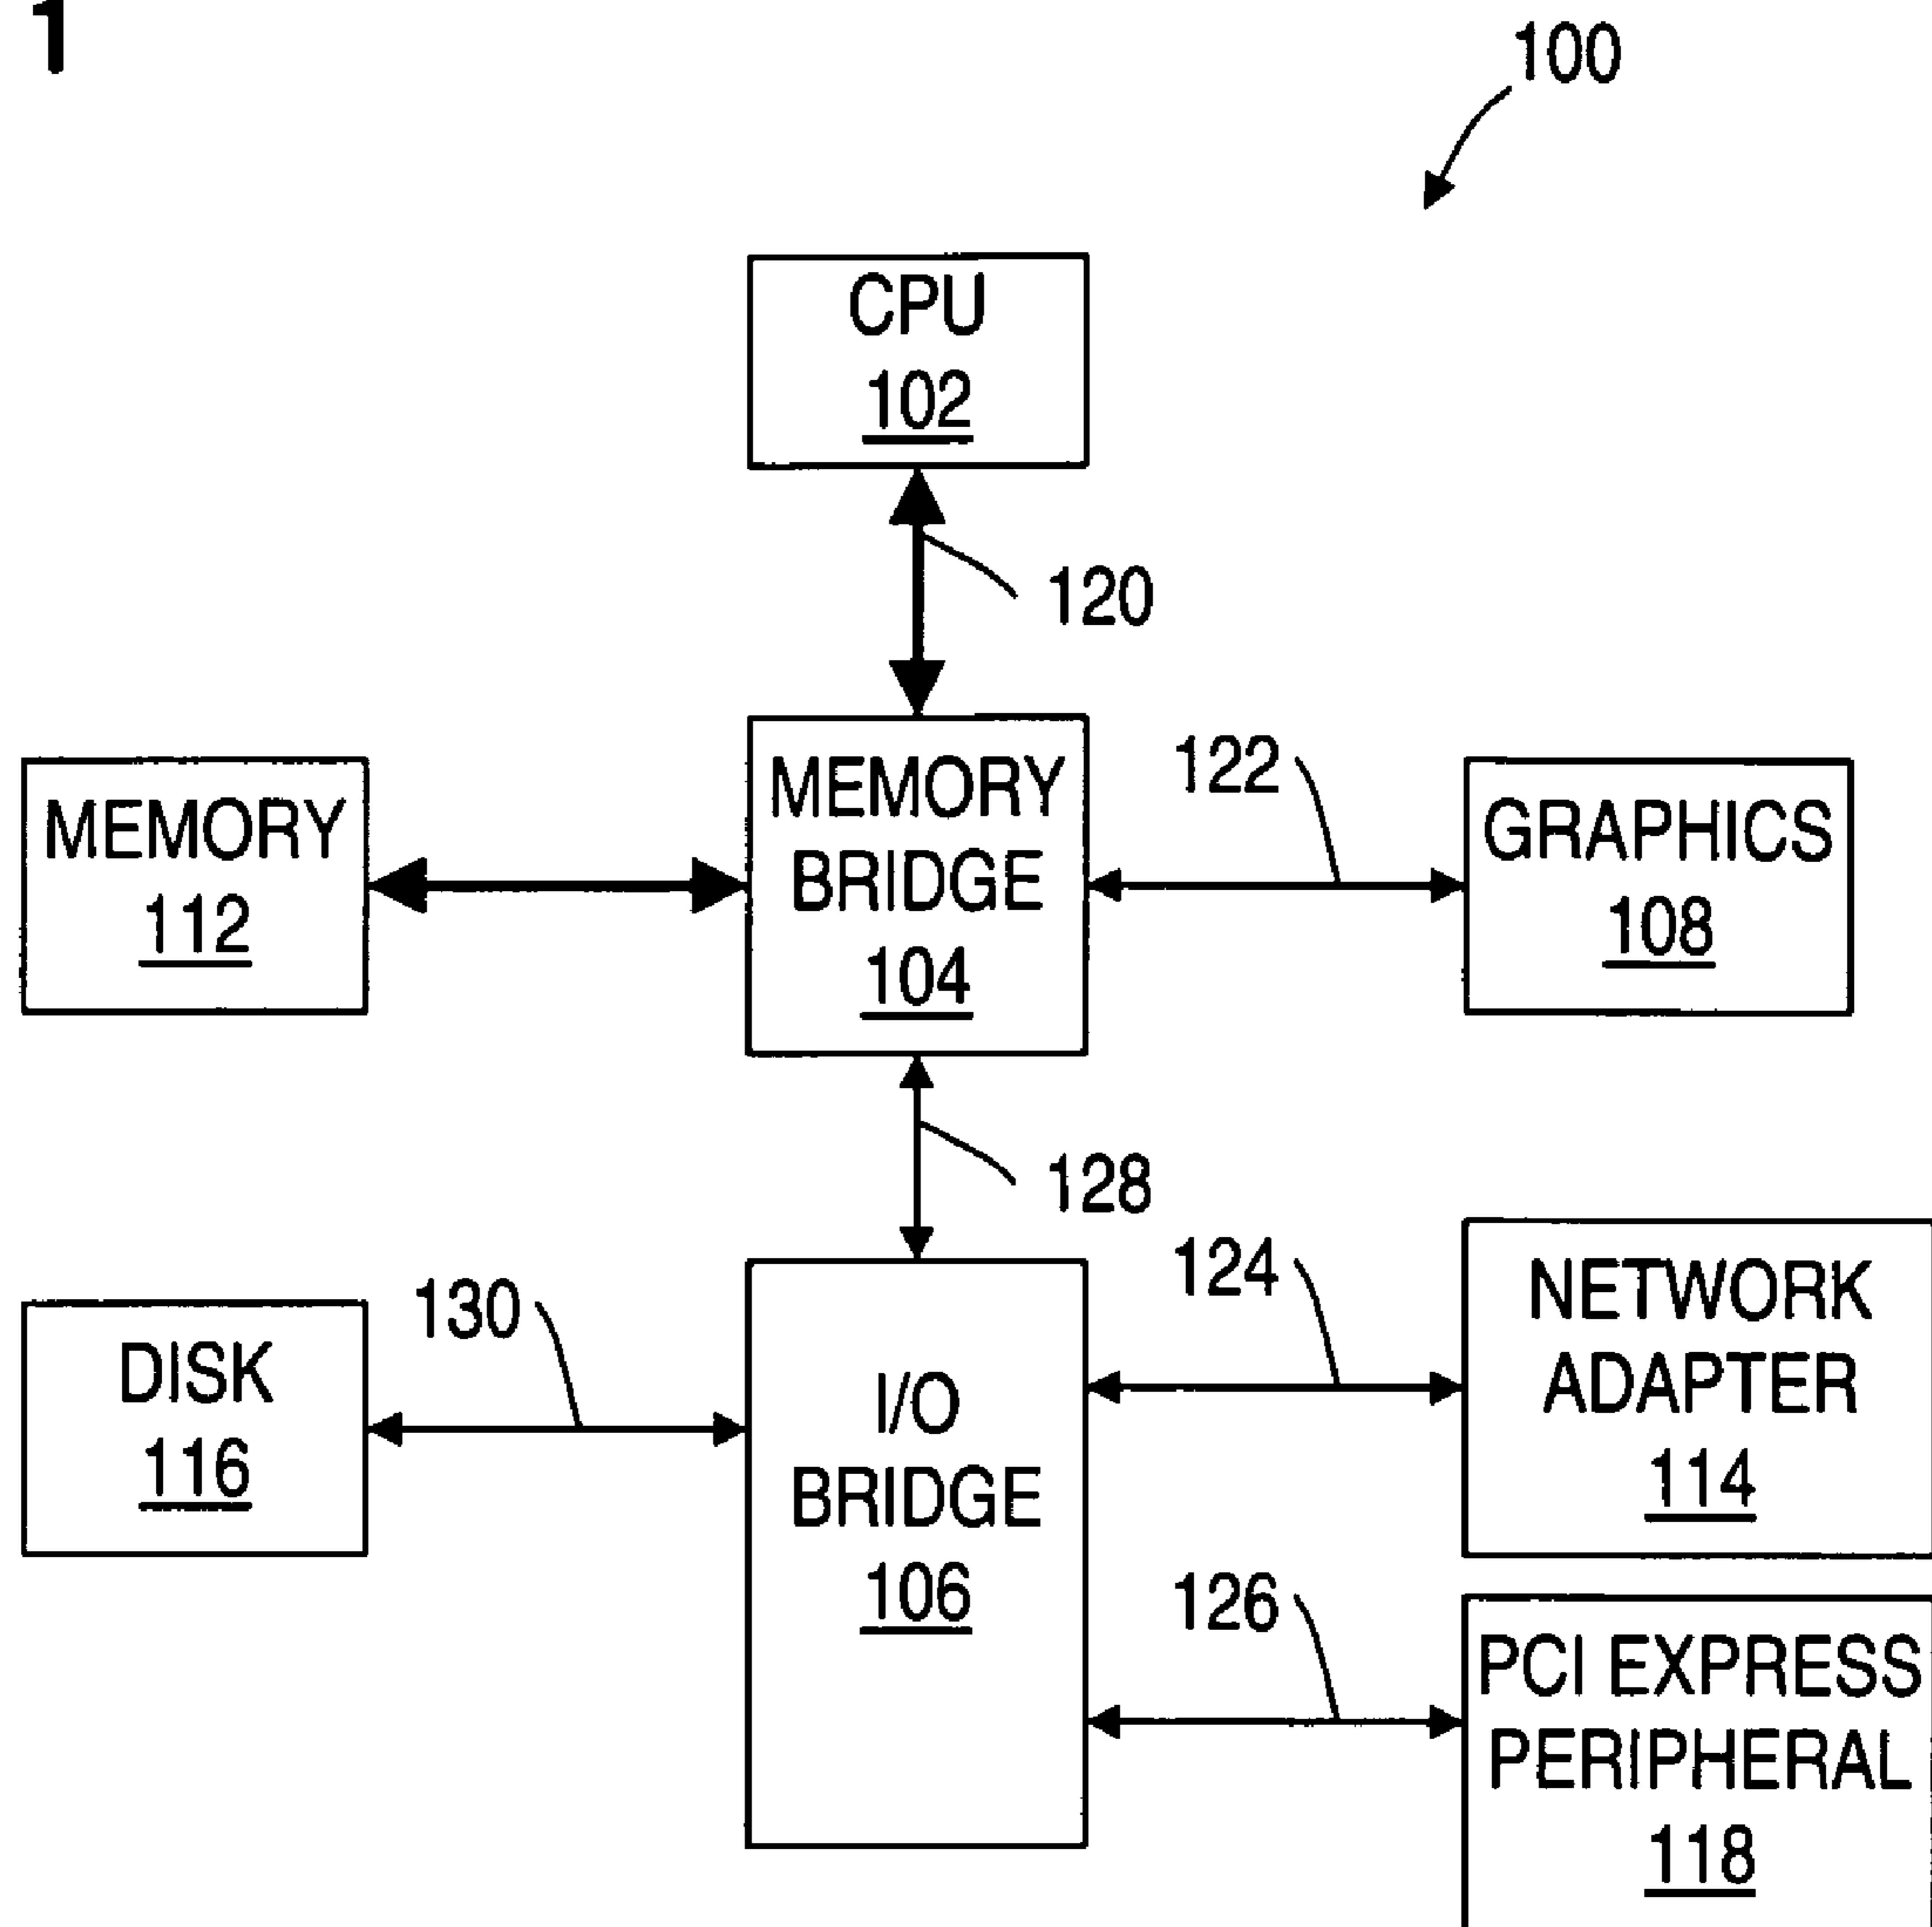 1
100
CPU
102
120
MEMORY
112
MEMORY
BRIDGE
104
122
GRAPHICS
108
128
DISK
116
130
I/O
BRIDGE
106
124
NETWORK
ADAPTER
114
126
PCI EXPRESS
PERIPHERAL
118